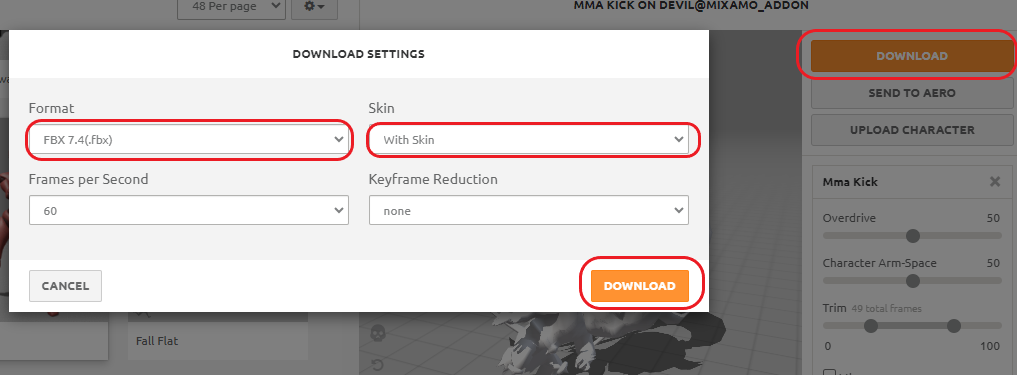 48 Per page
MMA KICK ON DEVIL@MIXAMO_ADDON
DOWNLOAD SETTINGS
Format
Skin
FBX 7.4(.fbx)
With Skin
Frames per Second
Keyframe Reduction
60
none
CANCEL
DOWNLOAD
Fall Flat
DOWNLOAD
SEND TO AERO
UPLOAD CHARACTER
Mma Kick
Overdrive 50
Character Arm-Space 50
Trim 49 total frames
0 100